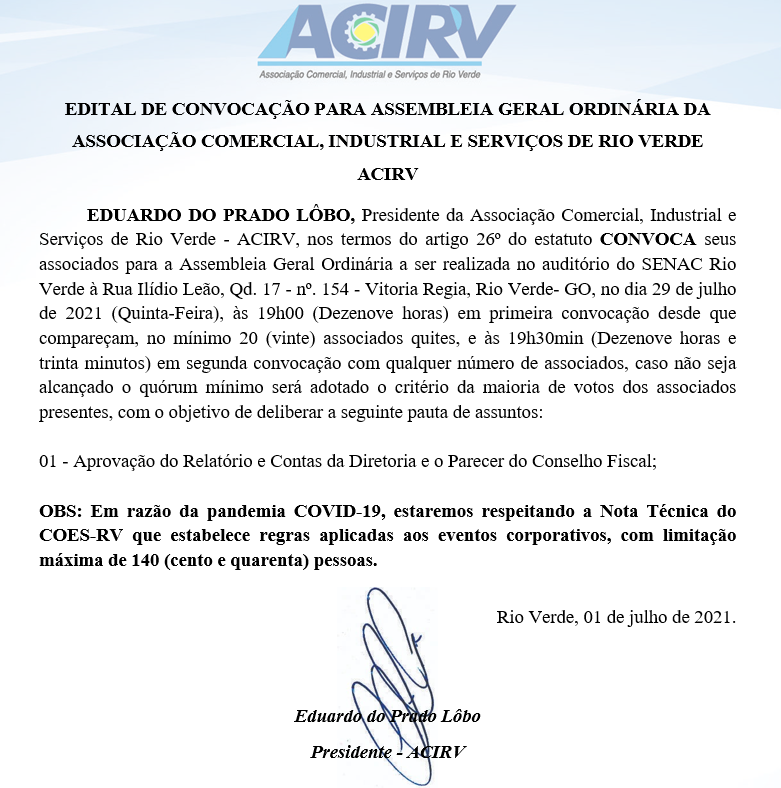 ACIRV
Associação Comercial, Industrial e Serviços de Rio Verde
EDITAL DE CONVOCAÇÃO PARA ASSEMBLEIA GERAL ORDINÁRIA DA
ASSOCIAÇÃO COMERCIAL, INDUSTRIAL E SERVIÇOS DE RIO VERDE
ACIRV
EDUARDO DO PRADO LÔBO, Presidente da Associação Comercial, Industrial e
Serviços de Rio Verde - ACIRV, nos termos do artigo 26º do estatuto CONVOCA seus
associados para a Assembleia Geral Ordinária a ser realizada no auditório do SENAC Rio
Verde à Rua Ilídio Leão, Qd. 17 - nº. 154 - Vitoria Regia, Rio Verde- GO, no dia 29 de julho
de 2021 (Quinta-Feira), às 19h00 (Dezenove horas) em primeira convocação desde que
compareçam, no mínimo 20 (vinte) associados quites, e às 19h30min (Dezenove horas e
trinta minutos) em segunda convocação com qualquer número de associados, caso não seja
alcançado o quórum mínimo será adotado o critério da maioria de votos dos associados
presentes, com o objetivo de deliberar a seguinte pauta de assuntos:
01 - Aprovação do Relatório e Contas da Diretoria e o Parecer do Conselho Fiscal;
OBS: Em razão da pandemia COVID-19, estaremos respeitando a Nota Técnica do
COES-RV que estabelece regras aplicadas aos eventos corporativos, com limitação
máxima de 140 (cento e quarenta) pessoas.
Rio Verde, 01 de julho de 2021.
Eduardo do Prado Lôbo
Presidente - ACIRV